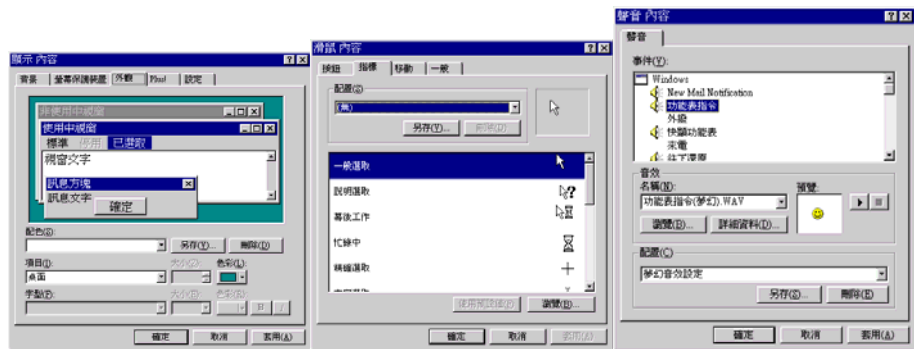 顯示 內容
背景 螢幕保護裝置 外觀 Plus! 設定
非使用中視窗
使用中視窗
標準 停用 已選取
視窗文字
訊息方塊
訊息文字
確定
配色(S):
另存(V)... 刪除(D)
項目(I): 大小(Z): 色彩(L):
桌面
字型(F): 大小(E): 色彩(R):
B I
確定 取消 套用(A)
滑鼠 內容
按鈕 指標 移動 一般
配置(S)
(無)
另存(V)... 刪除(D)
一般選取
說明選取
幕後工作
忙錄中
精確選取
使用預設值(F) 瀏覽(B)...
確定 取消 套用(A)
聲音 內容
聲音
事件(V):
Windows
New Mail Notification
功能表指令
外撥
快顯功能表
來電
往下還原
音效
名稱(N): 預覽:
功能表指令(夢幻).WAV
瀏覽(B)... 詳細資料(D)...
配置(C)
夢幻音效設定
另存(S)... 刪除(E)
確定 取消 套用(A)